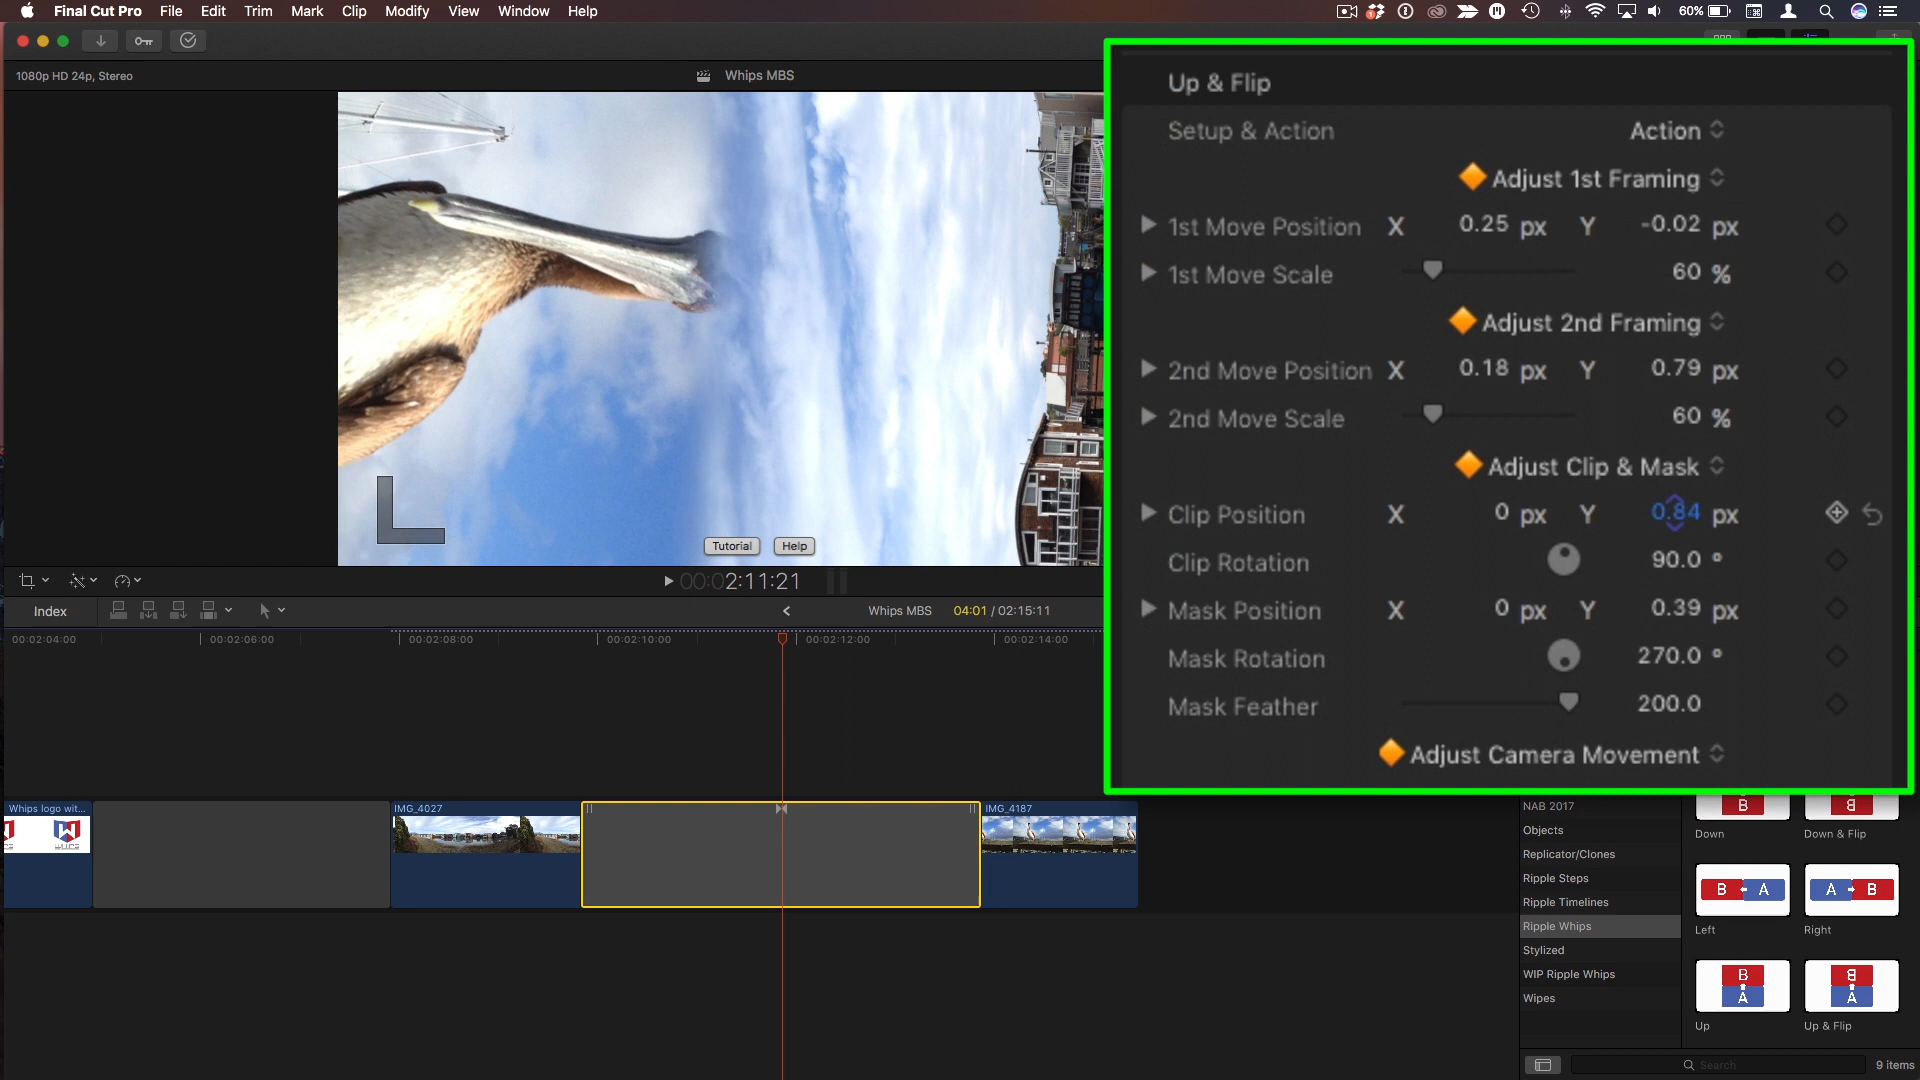 Final Cut Pro File Edit Trim Mark Clip Modify View Window Help 60%
1080p HD 24p, Stereo
Whips MBS
Up & Flip
Setup & Action Action
Adjust 1st Framing
1st Move Position X 0.25 px Y -0.02 px
1st Move Scale 60 %
Adjust 2nd Framing
2nd Move Position X 0.18 px Y 0.79 px
2nd Move Scale 60 %
Adjust Clip & Mask
Clip Position X 0 px Y 0.84 px
Clip Rotation 90.0 °
Mask Position X 0 px Y 0.39 px
Mask Rotation 270.0 °
Mask Feather 200.0
Adjust Camera Movement
Tutorial Help
00:02:11:21
Index
Whips MBS 04:01 / 02:15:11
00:02:04:00 00:02:06:00 00:02:08:00 00:02:10:00 00:02:12:00 00:02:14:00
Whips logo wit... IMG_4027 IMG_4187
NAB 2017
Objects
Replicator/Clones
Ripple Steps
Ripple Timelines
Ripple Whips
Stylized
WIP Ripple Whips
Wipes
B B
Down Down & Flip
B A A B
Left Right
B B
A A
Up Up & Flip
Search 9 items